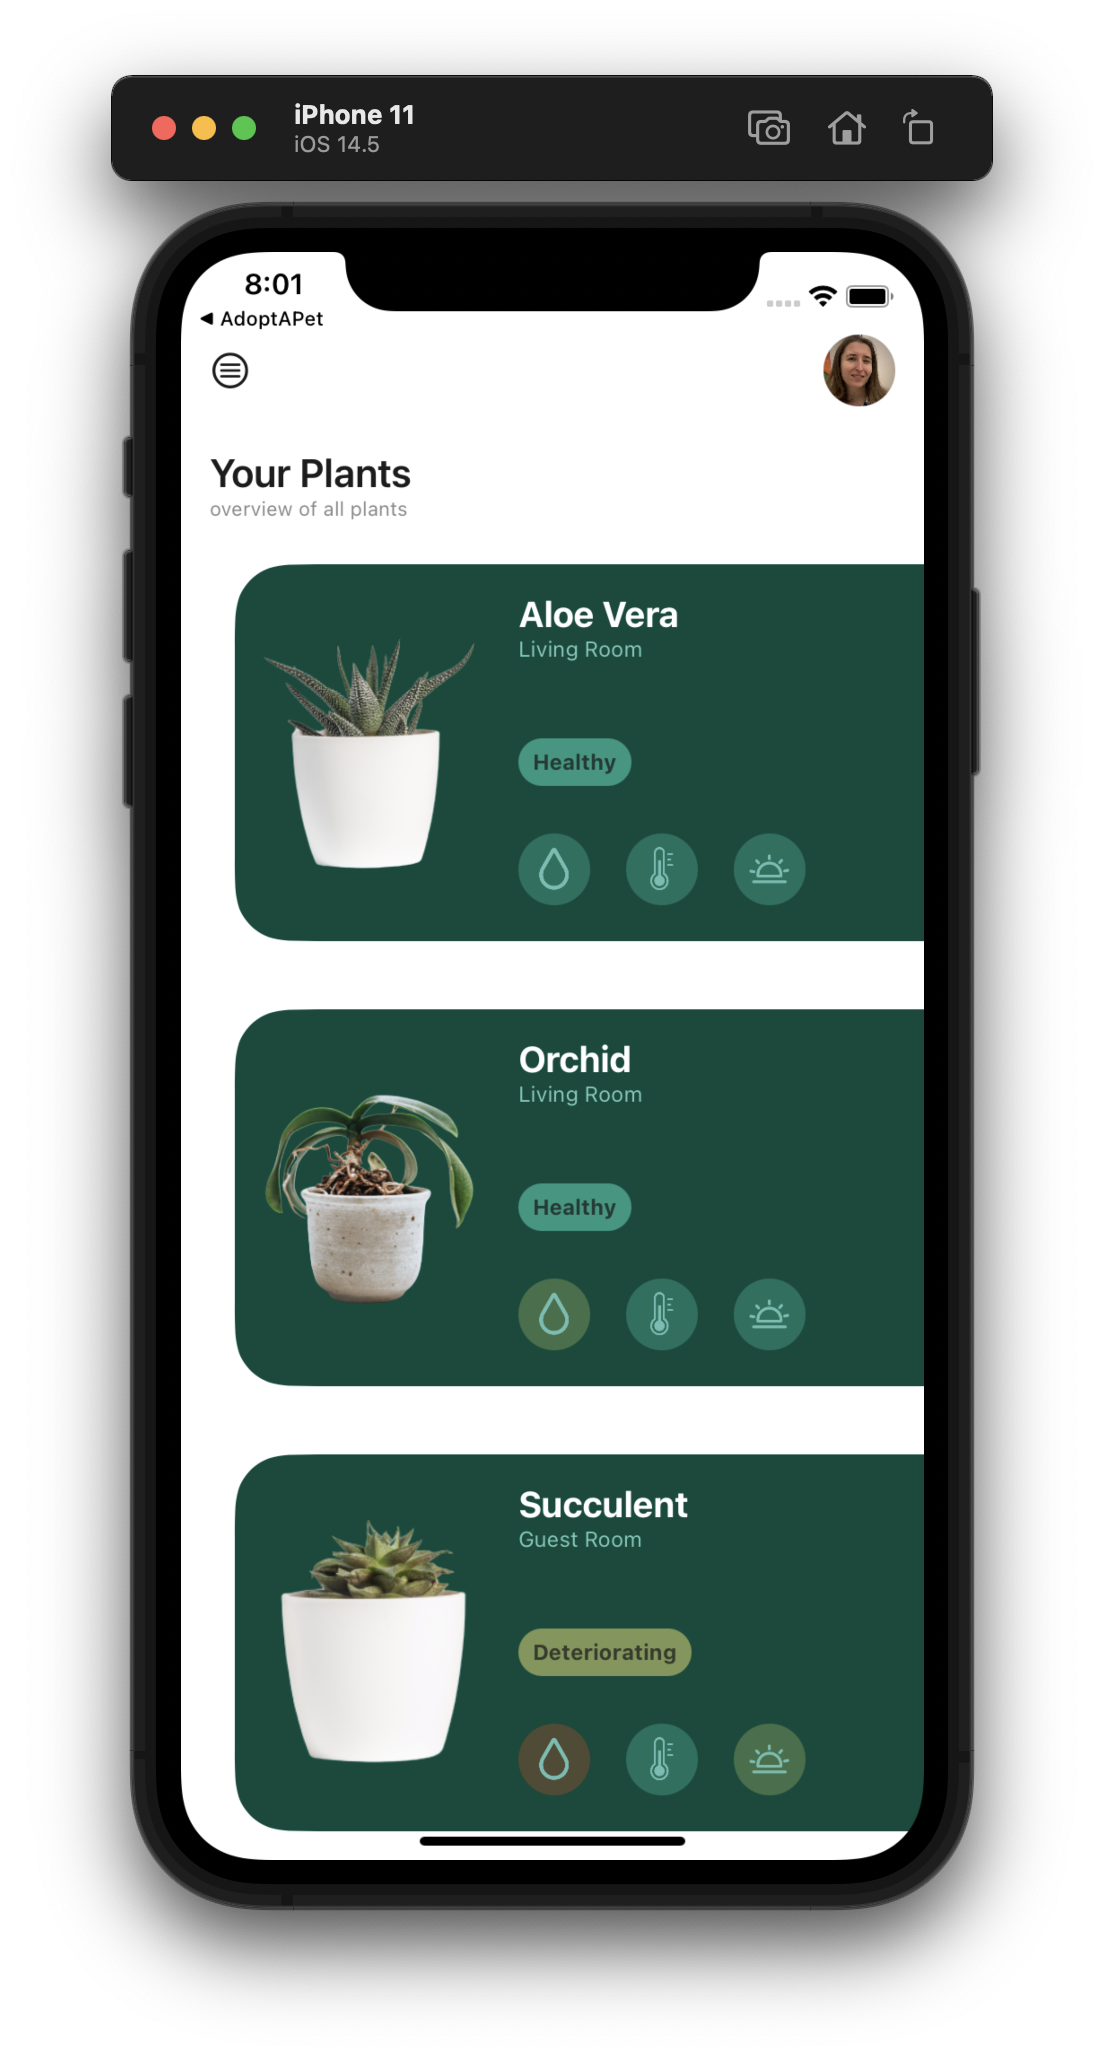 iPhone 11
iOS 14.5
8:01
◀ AdoptAPet
Your Plants
overview of all plants
Aloe Vera
Living Room
Healthy
Orchid
Living Room
Healthy
Succulent
Guest Room
Deteriorating